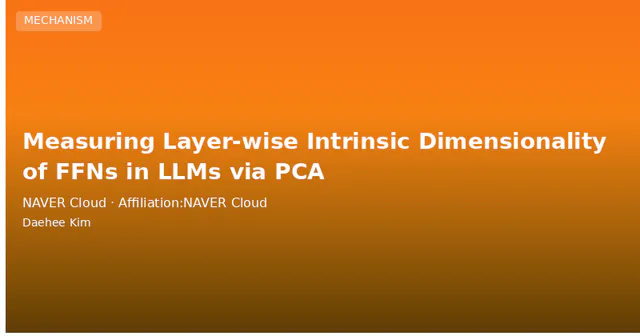 MECHANISM
Measuring Layer-wise Intrinsic Dimensionality
of FFNs in LLMs via PCA
NAVER Cloud · Affiliation:NAVER Cloud
Daehee Kim